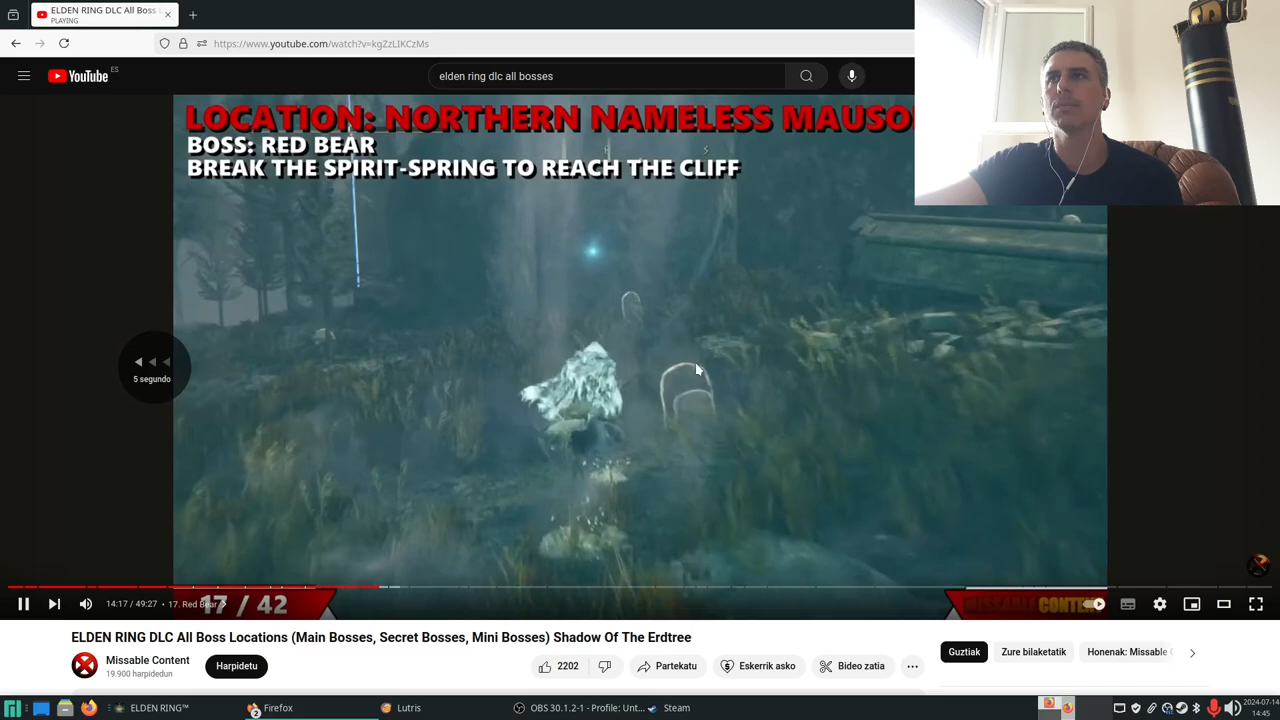 ELDEN RING DLC All Boss
PLAYING
https://www.youtube.com/watch?v=kgZzLIKCzMs
YouTube ES
elden ring dlc all bosses
LOCATION: NORTHERN NAMELESS
BOSS: RED BEAR
BREAK THE SPIRIT-SPRING TO REACH THE CLIFF
5 segundo
14:17 / 49:27 • 17. Red Bear
17 / 42
MISSABLE CONTENT
ELDEN RING DLC All Boss Locations (Main Bosses, Secret Bosses, Mini Bosses) Shadow Of The Erdtree
Missable Content
19.900 harpidedun
Harpidetu
2202
Partekatu
Eskerrik asko
Bideo zatia
Guztiak
Zure bilaketatik
Honenak: Missable
ELDEN RING™
2
Firefox
Lutris
OBS 30.1.2-1 - Profile: Unt...
Steam
2024-07-14
14:45